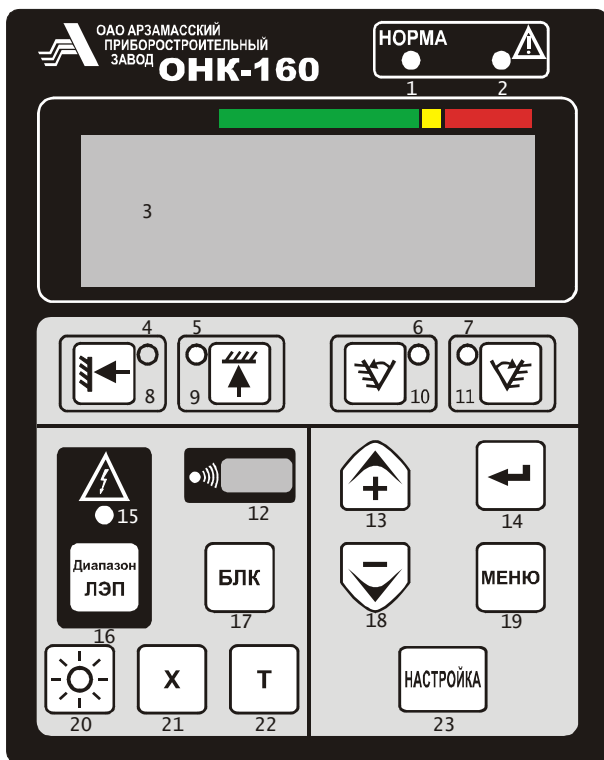 ОАО АРЗАМАССКИЙ
ПРИБОРОСТРОИТЕЛЬНЫЙ
ЗАВОД
ОНК-160
НОРМА
1 2
3
4 5 6 7
8 9 10 11
15
12
13
14
Диапазон
ЛЭП
БЛК
МЕНЮ
16
17
18
19
X
T
НАСТРОЙКА
20 21 22 23